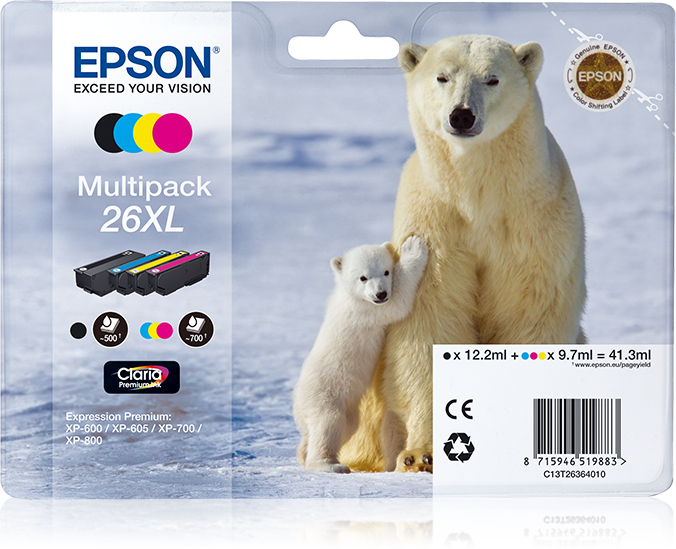 EPSON®
EXCEED YOUR VISION
Genuine EPSON
EPSON
Color Shifting Label
Multipack
26XL
~500†
~700†
Claria
Premium Ink
Expression Premium:
XP-600 / XP-605 / XP-700 /
XP-800
x 12.2ml + x 9.7ml = 41.3ml
†www.epson.eu/pageyield
CE
8 715946 519883 >
C13T26364010